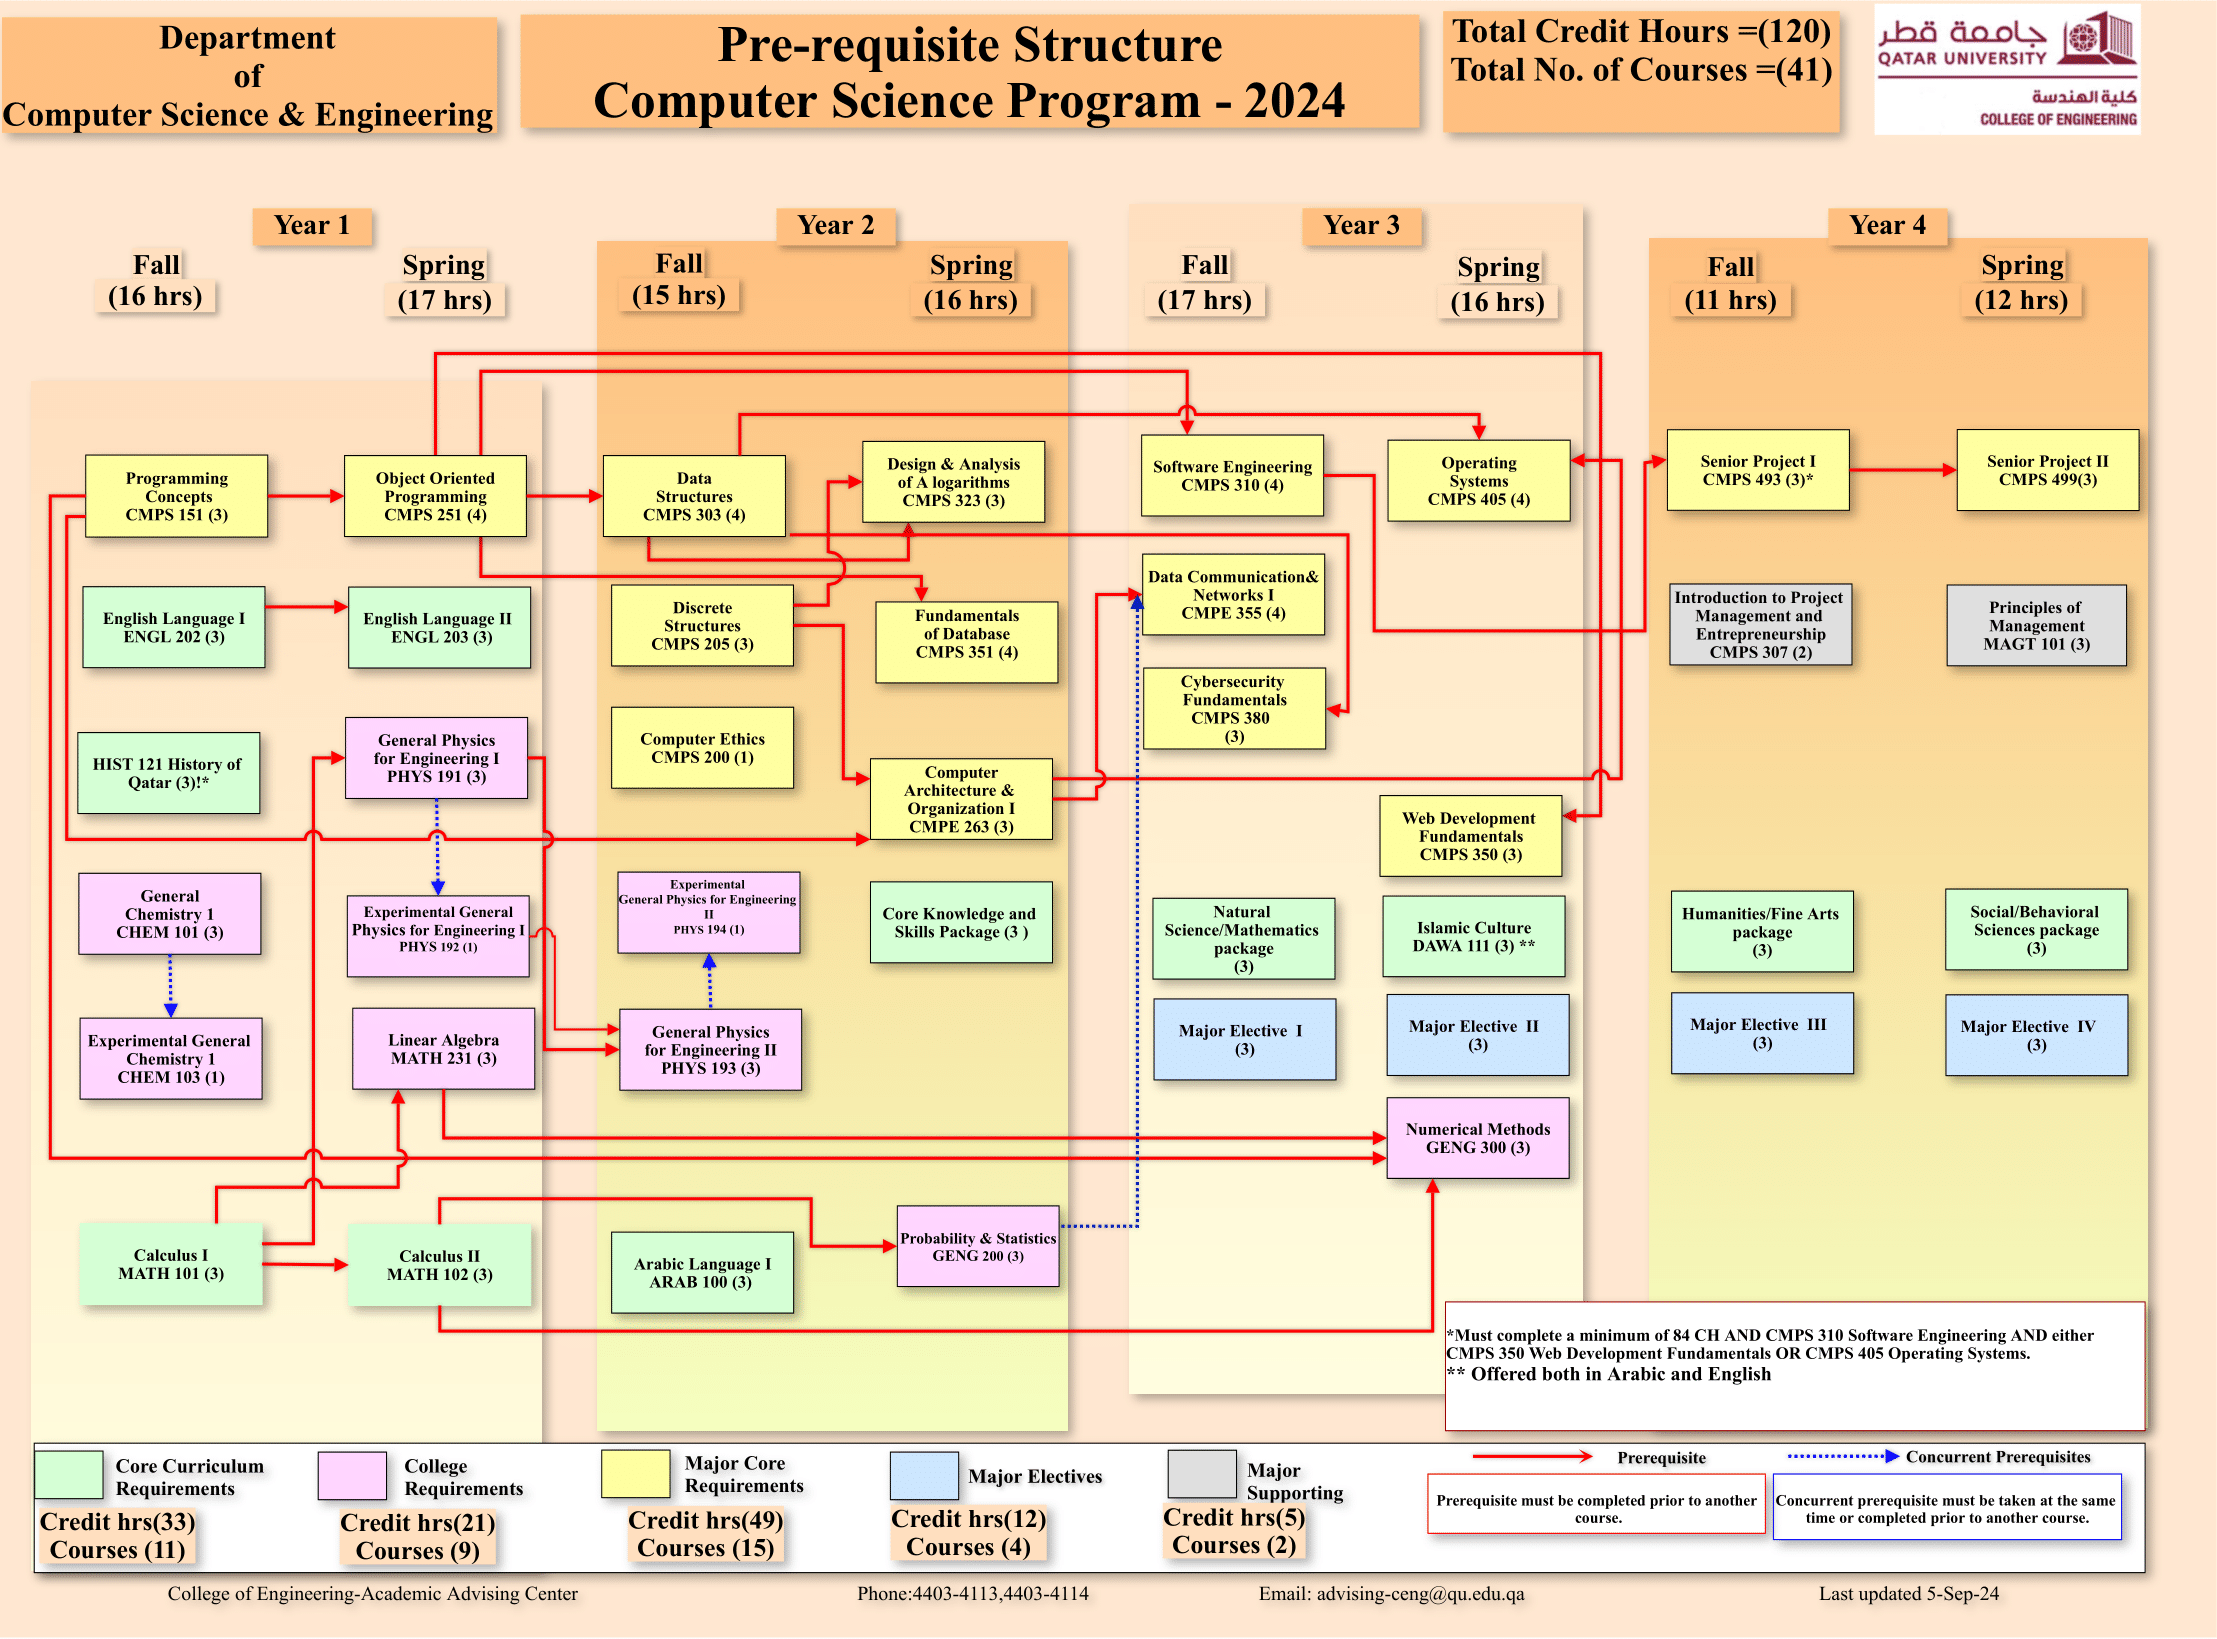 Department
of
Computer Science & Engineering
Pre-requisite Structure
Computer Science Program - 2024
Total Credit Hours =(120)
Total No. of Courses =(41)
جامعة قطر
QATAR UNIVERSITY
كلية الهندسة
COLLEGE OF ENGINEERING
Year 1
Year 2
Year 3
Year 4
Fall
(16 hrs)
Spring
(17 hrs)
Fall
(15 hrs)
Spring
(16 hrs)
Fall
(17 hrs)
Spring
(16 hrs)
Fall
(11 hrs)
Spring
(12 hrs)
Programming
Concepts
CMPS 151 (3)
English Language I
ENGL 202 (3)
HIST 121 History of
Qatar (3)!*
General
Chemistry 1
CHEM 101 (3)
Experimental General
Chemistry 1
CHEM 103 (1)
Calculus I
MATH 101 (3)
Object Oriented
Programming
CMPS 251 (4)
English Language II
ENGL 203 (3)
General Physics
for Engineering I
PHYS 191 (3)
Experimental General
Physics for Engineering I
PHYS 192 (1)
Linear Algebra
MATH 231 (3)
Calculus II
MATH 102 (3)
Data
Structures
CMPS 303 (4)
Discrete
Structures
CMPS 205 (3)
Computer Ethics
CMPS 200 (1)
Experimental
General Physics for Engineering
II
PHYS 194 (1)
General Physics
for Engineering II
PHYS 193 (3)
Arabic Language I
ARAB 100 (3)
Design & Analysis
of A logarithms
CMPS 323 (3)
Fundamentals
of Database
CMPS 351 (4)
Computer
Architecture &
Organization I
CMPE 263 (3)
Core Knowledge and
Skills Package (3 )
Probability & Statistics
GENG 200 (3)
Software Engineering
CMPS 310 (4)
Data Communication&
Networks I
CMPE 355 (4)
Cybersecurity
Fundamentals
CMPS 380
(3)
Natural
Science/Mathematics
package
(3)
Major Elective I
(3)
Operating
Systems
CMPS 405 (4)
Web Development
Fundamentals
CMPS 350 (3)
Islamic Culture
DAWA 111 (3) **
Major Elective II
(3)
Numerical Methods
GENG 300 (3)
Senior Project I
CMPS 493 (3)*
Introduction to Project
Management and
Entrepreneurship
CMPS 307 (2)
Humanities/Fine Arts
package
(3)
Major Elective III
(3)
Senior Project II
CMPS 499(3)
Principles of
Management
MAGT 101 (3)
Social/Behavioral
Sciences package
(3)
Major Elective IV
(3)
*Must complete a minimum of 84 CH AND CMPS 310 Software Engineering AND either
CMPS 350 Web Development Fundamentals OR CMPS 405 Operating Systems.
** Offered both in Arabic and English
Core Curriculum
Requirements
Credit hrs(33)
Courses (11)
College
Requirements
Credit hrs(21)
Courses (9)
Major Core
Requirements
Credit hrs(49)
Courses (15)
Major Electives
Credit hrs(12)
Courses (4)
Major
Supporting
Credit hrs(5)
Courses (2)
Prerequisite
Prerequisite must be completed prior to another
course.
Concurrent Prerequisites
Concurrent prerequisite must be taken at the same
time or completed prior to another course.
College of Engineering-Academic Advising Center
Phone:4403-4113,4403-4114
Email: advising-ceng@qu.edu.qa
Last updated 5-Sep-24